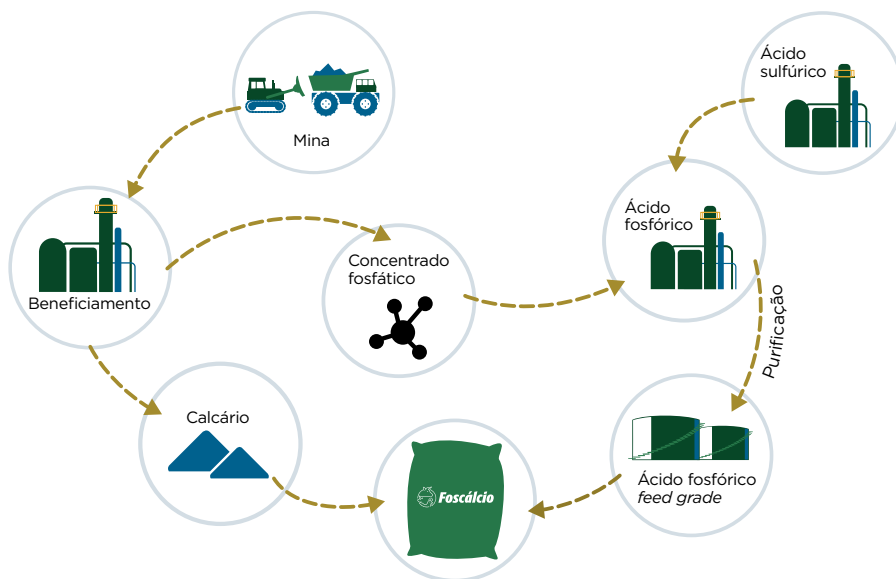 Mina
Ácido
sulfúrico
Ácido
fosfórico
Beneficiamento
Concentrado
fosfático
Purificação
Calcário
Foscálcio
Ácido fosfórico
feed grade